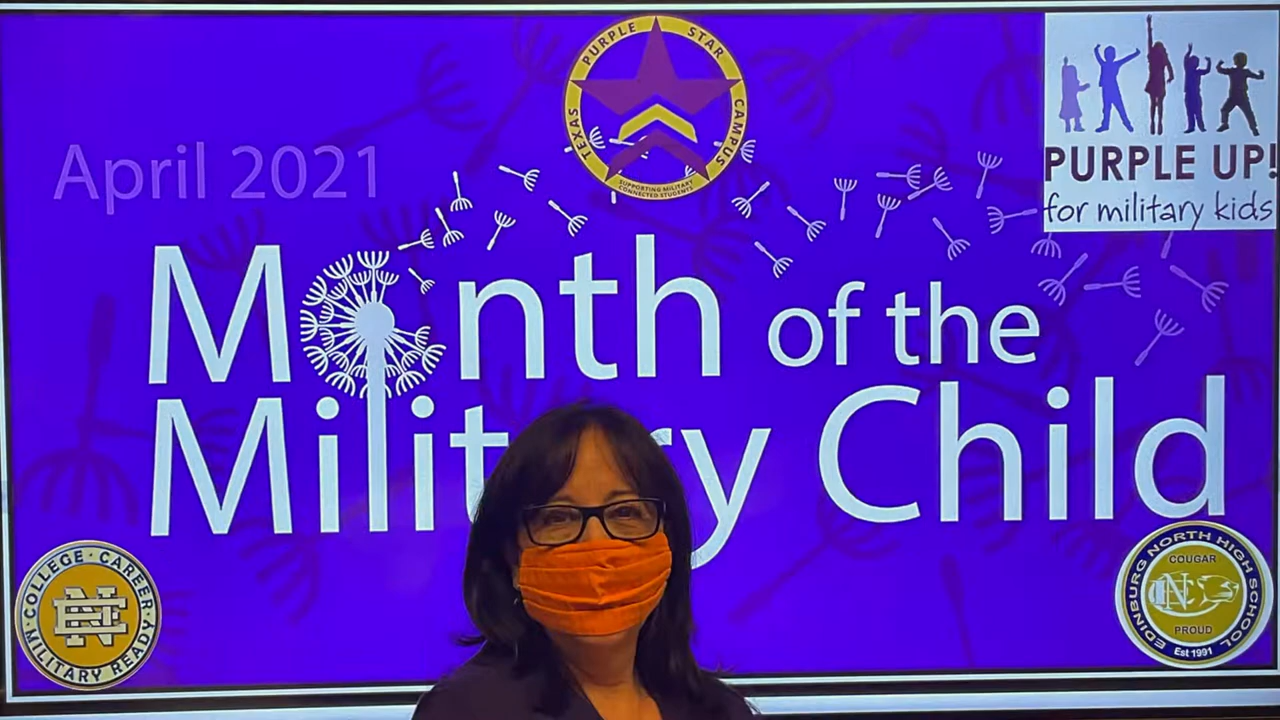 TEXAS PURPLE STAR CAMPUS
SUPPORTING MILITARY
CONNECTED STUDENTS
PURPLE UP!
for military kids
April 2021
Month of the
Military Child
COLLEGE · CAREER
MILITARY READY
EDINBURG NORTH HIGH SCHOOL
COUGAR
PROUD
Est 1991